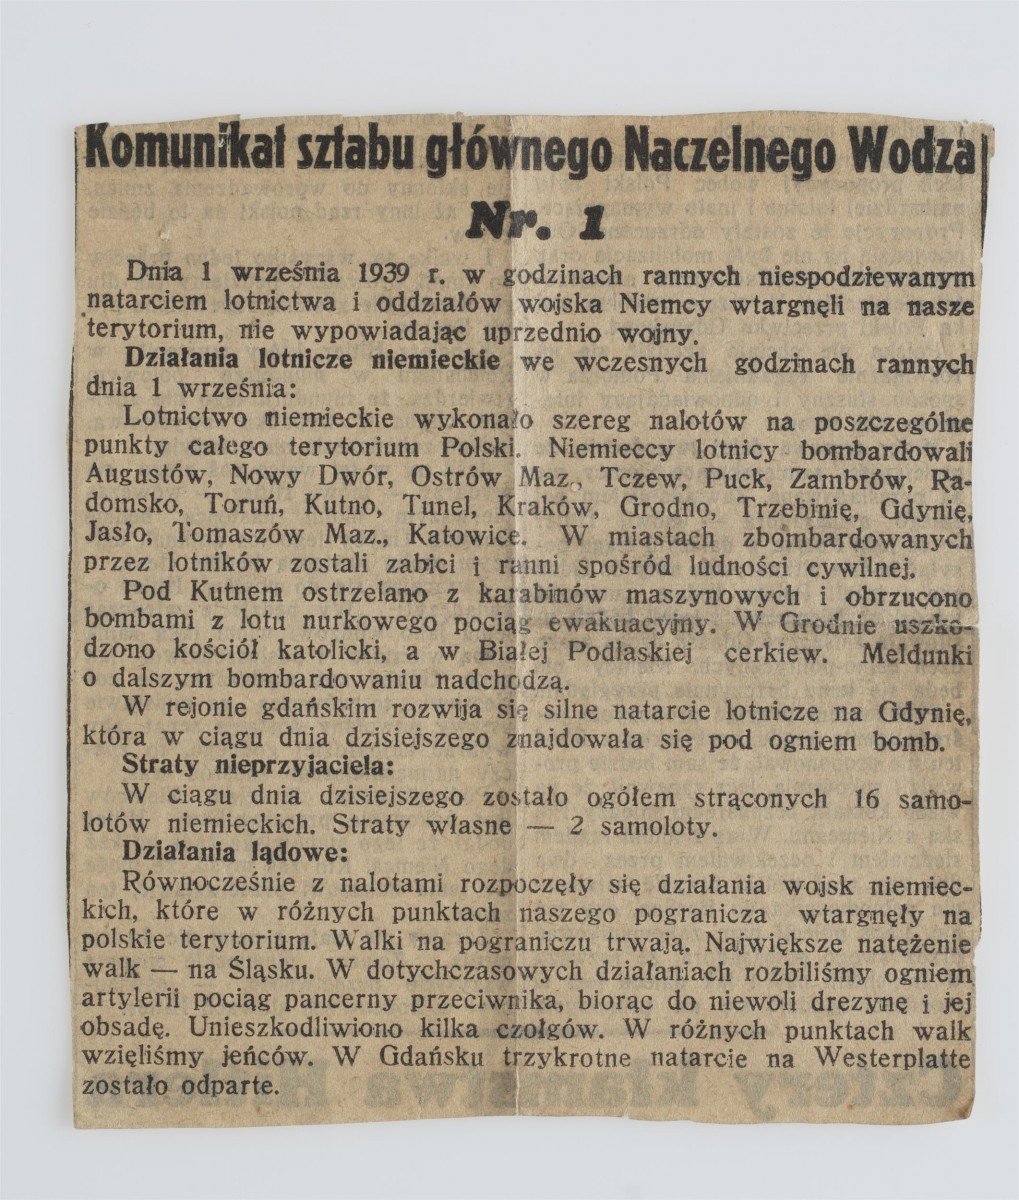 Komunikat sztabu głównego Naczelnego Wodza
Nr. 1
Dnia 1 września 1939 r. w godzinach rannych niespodziewanym
natarciem lotnictwa i oddziałów wojska Niemcy wtargnęli na nasze
terytorium, nie wypowiadając uprzednio wojny.
Działania lotnicze niemieckie we wczesnych godzinach rannych
dnia 1 września:
Lotnictwo niemieckie wykonało szereg nalotów na poszczególne
punkty całego terytorium Polski. Niemieccy lotnicy bombardowali
Augustów, Nowy Dwór, Ostrów Maz., Tczew, Puck, Zambrów, Ra-
domsko, Toruń, Kutno, Tunel, Kraków, Grodno, Trzebinię, Gdynię,
Jasło, Tomaszów Maz., Katowice. W miastach zbombardowanych
przez lotników zostali zabici i ranni spośród ludności cywilnej.
Pod Kutnem ostrzelano z karabinów maszynowych i obrzucono
bombami z lotu nurkowego pociąg ewakuacyjny. W Grodnie uszko-
dzono kościół katolicki, a w Białej Podlaskiej cerkiew. Meldunki
o dalszym bombardowaniu nadchodzą.
W rejonie gdańskim rozwija się silne natarcie lotnicze na Gdynię,
która w ciągu dnia dzisiejszego znajdowała się pod ogniem bomb.
Straty nieprzyjaciela:
W ciągu dnia dzisiejszego zostało ogółem strąconych 16 samo-
lotów niemieckich. Straty własne — 2 samoloty.
Działania lądowe:
Równocześnie z nalotami rozpoczęły się działania wojsk niemiec-
kich, które w różnych punktach naszego pogranicza wtargnęły na
polskie terytorium. Walki na pograniczu trwają. Największe natężenie
walk — na Śląsku. W dotychczasowych działaniach rozbiliśmy ogniem
artylerii pociąg pancerny przeciwnika, biorąc do niewoli drezynę i jej
obsadę. Unieszkodliwiono kilka czołgów. W różnych punktach walk
wzięliśmy jeńców. W Gdańsku trzykrotne natarcie na Westerplatte
zostało odparte.